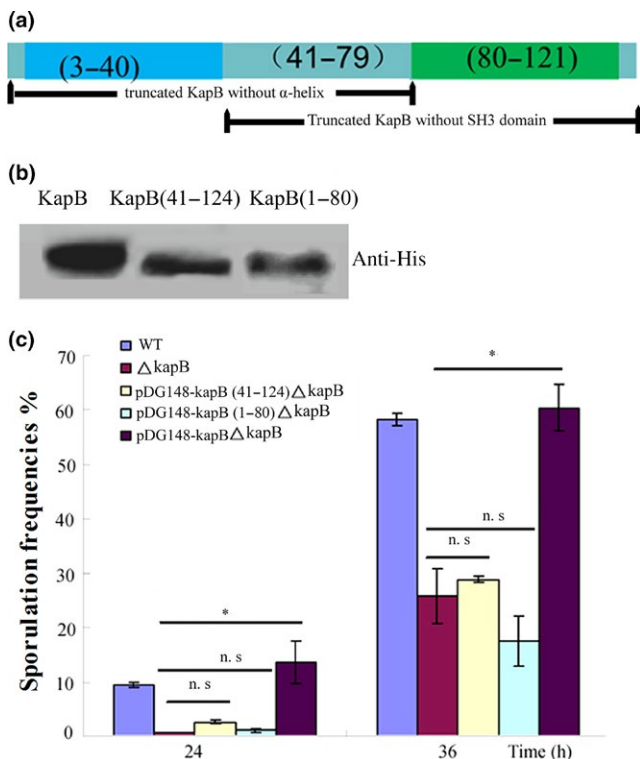 (a)
(3–40) (41–79) (80–121)
truncated KapB without α-helix
Truncated KapB without SH3 domain
(b)
KapB KapB(41–124) KapB(1–80)
Anti-His
(c)
WT
△kapB
pDG148-kapB (41–124)△kapB
pDG148-kapB (1–80)△kapB
pDG148-kapB△kapB
Sporulation frequencies %
70
60
50
40
30
20
10
0
*
n. s
n. s
*
n. s
n. s
24 36 Time (h)